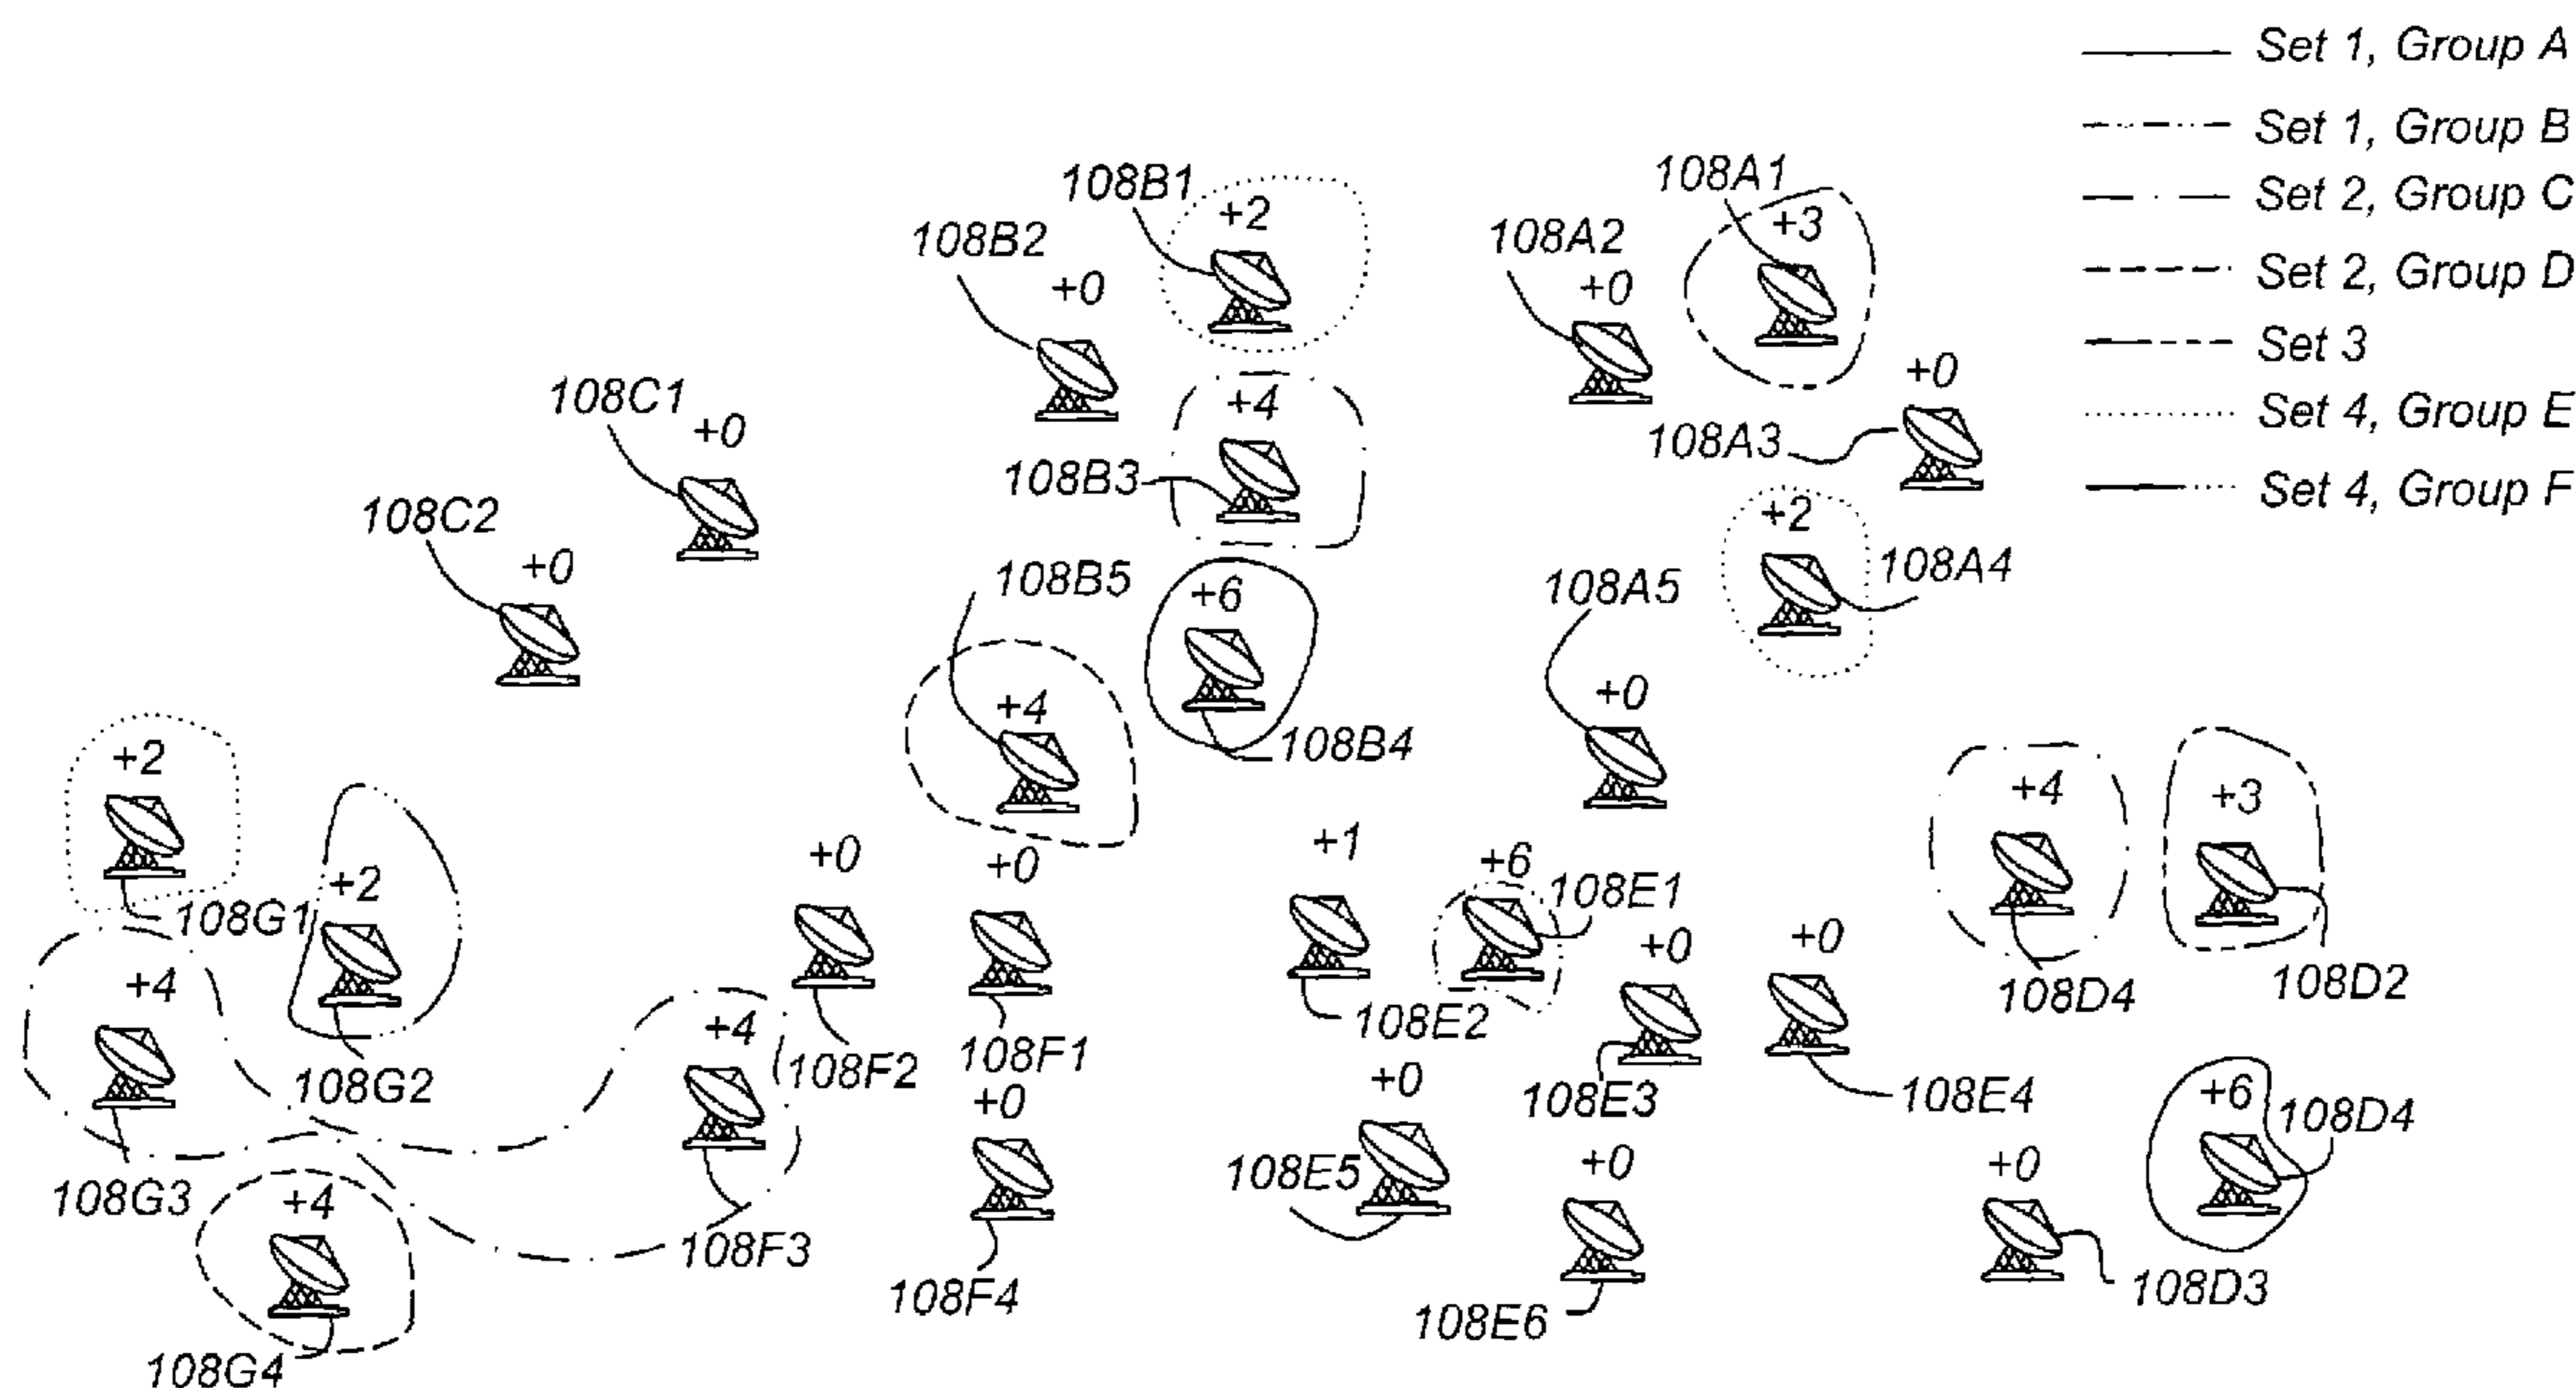 Set 1, Group A
Set 1, Group B
Set 2, Group C
Set 2, Group D
Set 3
Set 4, Group E
Set 4, Group F
108A1
+3
108B1
+2
108B2
+0
108A2
+0
108C1
+0
+4
108B3
108A3
+0
108C2
+0
+2
108A4
108B5
+4
+6
108B4
108A5
+0
+2
108G1
+2
108G2
+4
108G3
+4
108G4
+4
108F3
+0
108F2
+0
108F1
+0
108F4
+1
108E2
+6
108E1
+0
108E3
+0
108E4
+0
108E5
+0
108E6
+4
108D4
+3
108D2
+6
108D4
+0
108D3